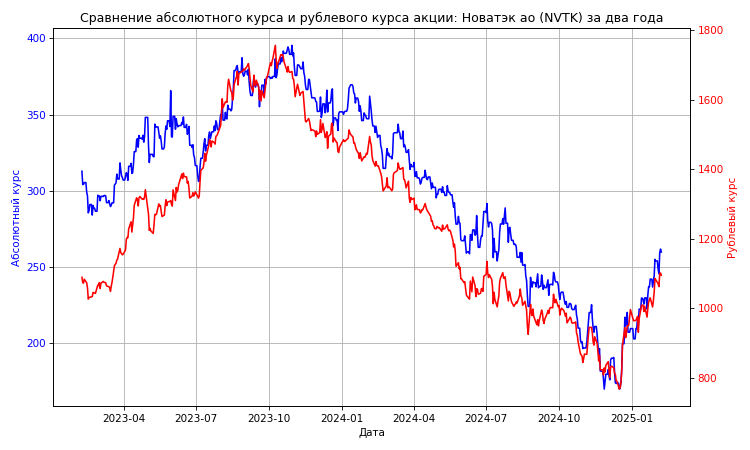 Сравнение абсолютного курса и рублевого курса акции: Новатэк ао (NVTK) за два года
400
350
300
250
200
Абсолютный курс
1800
1600
1400
1200
1000
800
Рублевый курс
2023-04 2023-07 2023-10 2024-01 2024-04 2024-07 2024-10 2025-01
Дата